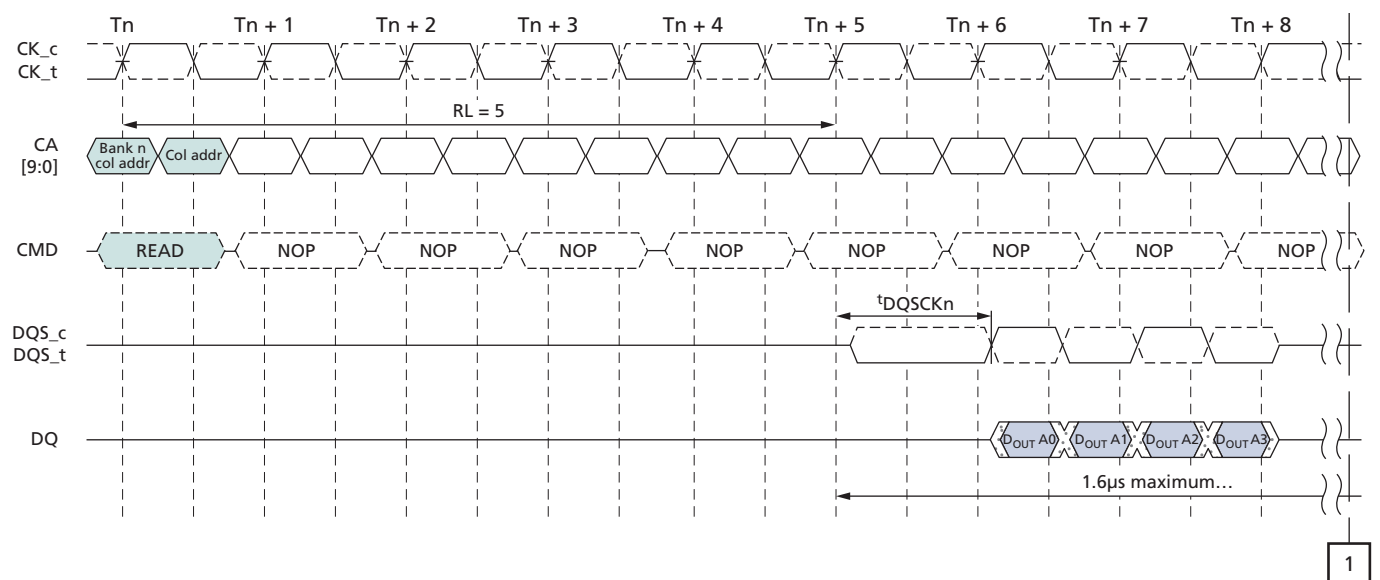 Tn Tn + 1 Tn + 2 Tn + 3 Tn + 4 Tn + 5 Tn + 6 Tn + 7 Tn + 8
CK_c
CK_t
RL = 5
CA
[9:0]
Bank n
col addr
Col addr
CMD READ NOP NOP NOP NOP NOP NOP NOP NOP
tDQSCKn
DQS_c
DQS_t
DQ DOUT A0 DOUT A1 DOUT A2 DOUT A3
1.6µs maximum…
1